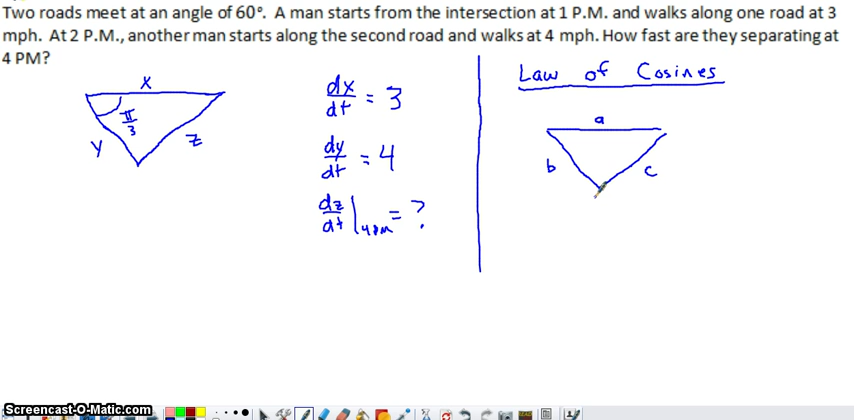 Two roads meet at an angle of 60°. A man starts from the intersection at 1 P.M. and walks along one road at 3
mph. At 2 P.M., another man starts along the second road and walks at 4 mph. How fast are they separating at
4 PM?
x
π/3
y
z
dx/dt = 3
dy/dt = 4
dz/dt |4PM = ?
Law of Cosines
a
b
c
Screencast-O-Matic.com